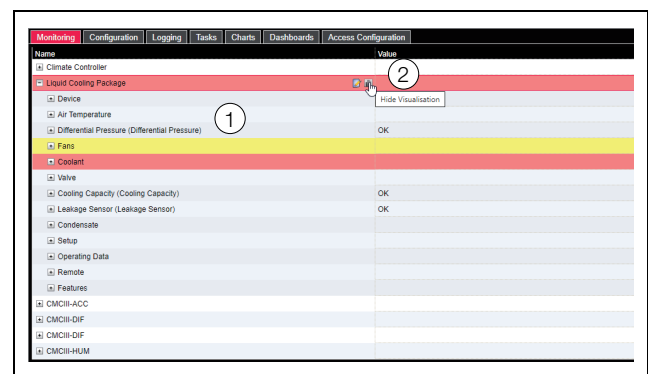 Monitoring Configuration Logging Tasks Charts Dashboards Access Configuration
Name Value
Climate Controller
Liquid Cooling Package
2
Hide Visualisation
Device
Air Temperature
1
Differential Pressure (Differential Pressure) OK
Fans
Coolant
Valve
Cooling Capacity (Cooling Capacity) OK
Leakage Sensor (Leakage Sensor) OK
Condensate
Setup
Operating Data
Remote
Features
CMCIII-ACC
CMCIII-DIF
CMCIII-DIF
CMCIII-HUM